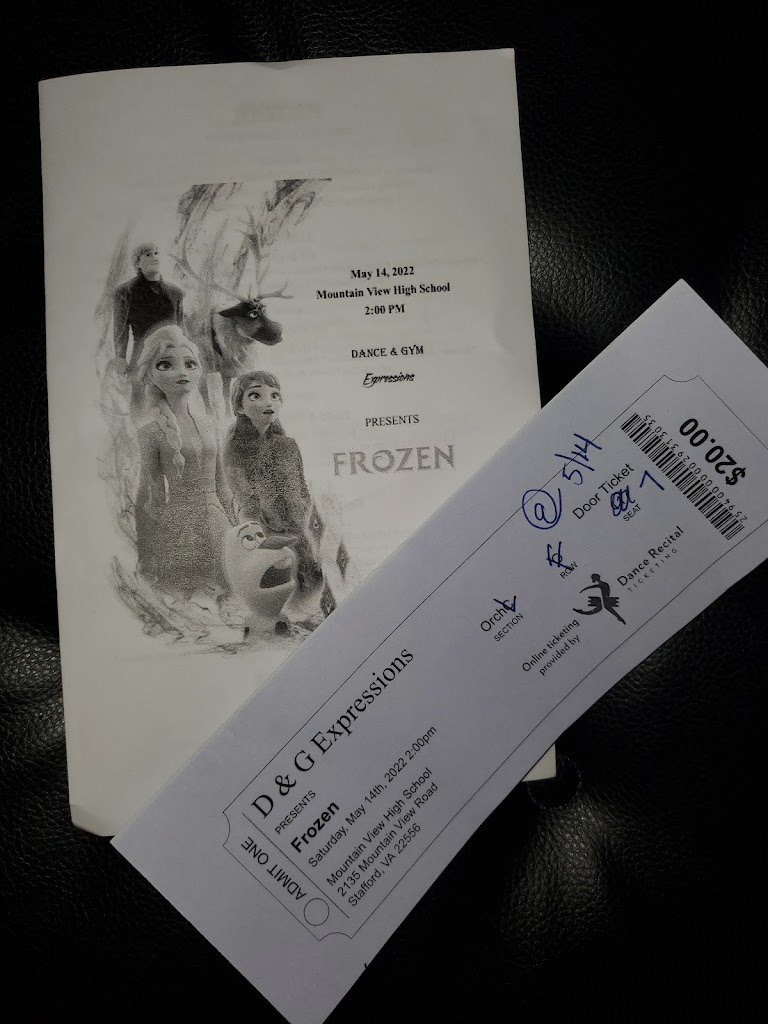 May 14, 2022
Mountain View High School
2:00 PM
DANCE & GYM
Expressions
PRESENTS
FROZEN
ADMIT ONE
D & G Expressions
PRESENTS
Frozen
Saturday, May 14th, 2022 2:00pm
Mountain View High School
2135 Mountain View Road
Stafford, VA 22556
SECTION
ROW
@ 5/14
Door Ticket
7
SEAT
Online ticketing
provided by
Dance Recital
TICKETING
$20.00